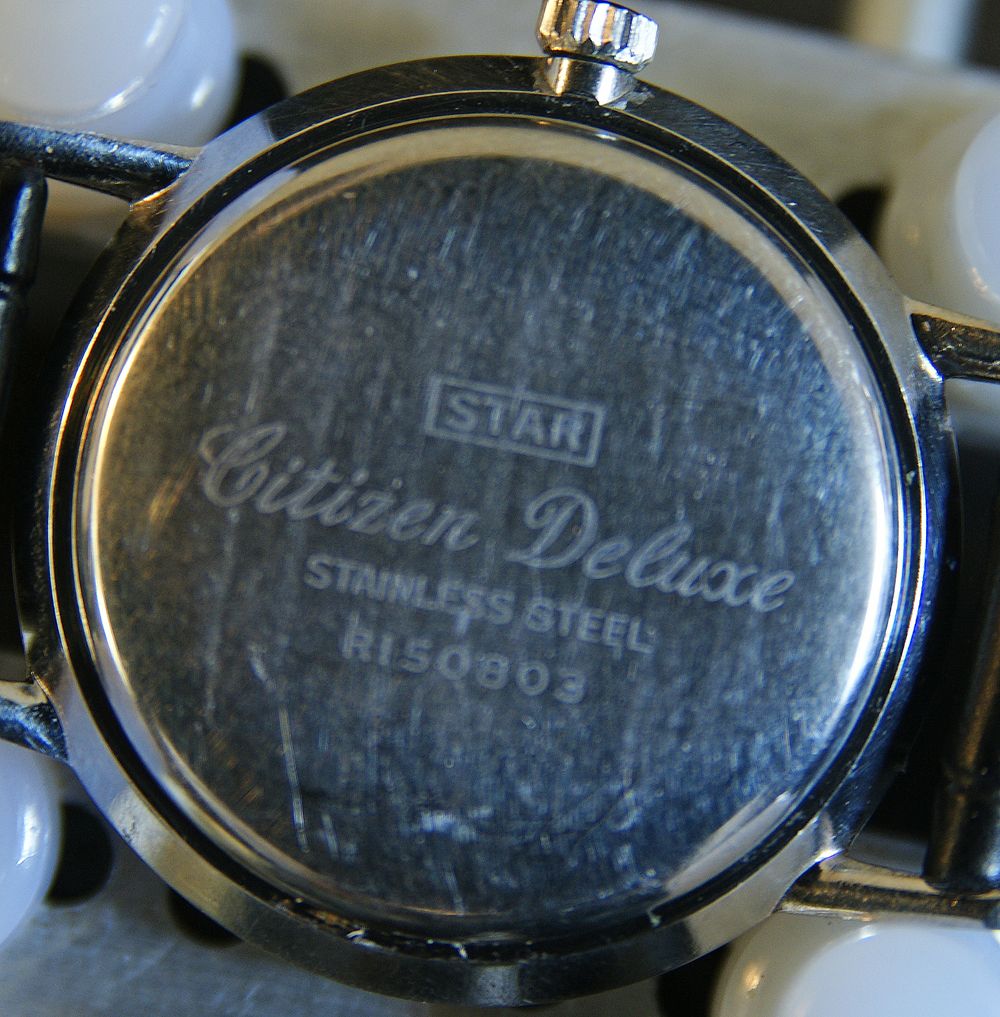 STAR
Citizen Deluxe
STAINLESS STEEL
R150803